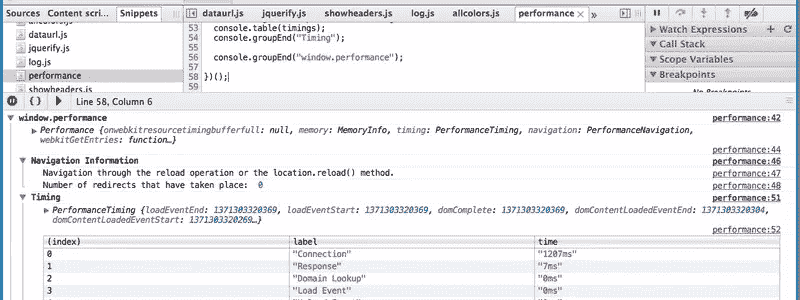 Sources Content scri... Snippets
dataurl.js jquerify.js showheaders.js log.js allcolors.js performance × »
allcolors.js
dataurl.js
jquerify.js
log.js
performance
showheaders.js
53 console.table(timings);
54 console.groupEnd("Timing");
55
56 console.groupEnd("window.performance");
57
58 })();
59
Watch Expressions + C
Call Stack
Scope Variables
Breakpoints
No Breakpoints
{ } Line 58, Column 6
window.performance performance:42
Performance {onwebkitresourcetimingbufferfull: null, memory: MemoryInfo, timing: PerformanceTiming, navigation: PerformanceNavigation,
webkitGetEntries: function…}
performance:44
Navigation Information performance:46
Navigation through the reload operation or the location.reload() method. performance:47
Number of redirects that have taken place: 0 performance:48
Timing performance:51
PerformanceTiming {loadEventEnd: 1371303320369, loadEventStart: 1371303320369, domComplete: 1371303320369, domContentLoadedEventEnd: 1371303320304,
domContentLoadedEventStart: 1371303320269…}
performance:52
(index) label time
0 "Connection" "1207ms"
1 "Response" "7ms"
2 "Domain Lookup" "0ms"
3 "Load Event" "0ms"